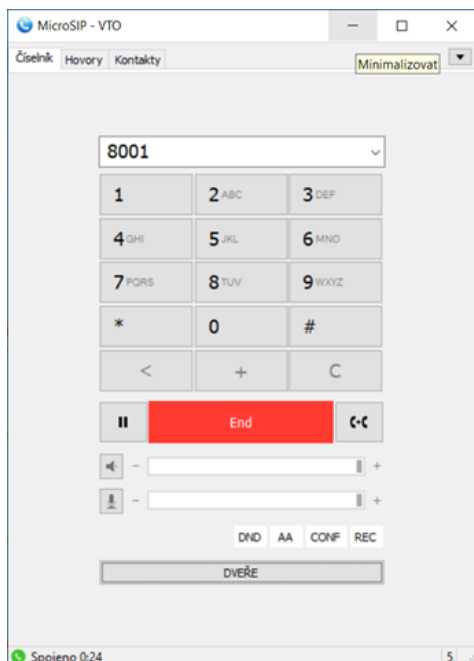 MicroSIP - VTO
Číselník Hovory Kontakty
Minimalizovat
8001
1 2 ABC 3 DEF
4 GHI 5 JKL 6 MNO
7 PQRS 8 TUV 9 WXYZ
* 0 #
< + C
End
- +
- +
DND AA CONF REC
DVEŘE
Spojeno 0:24 5